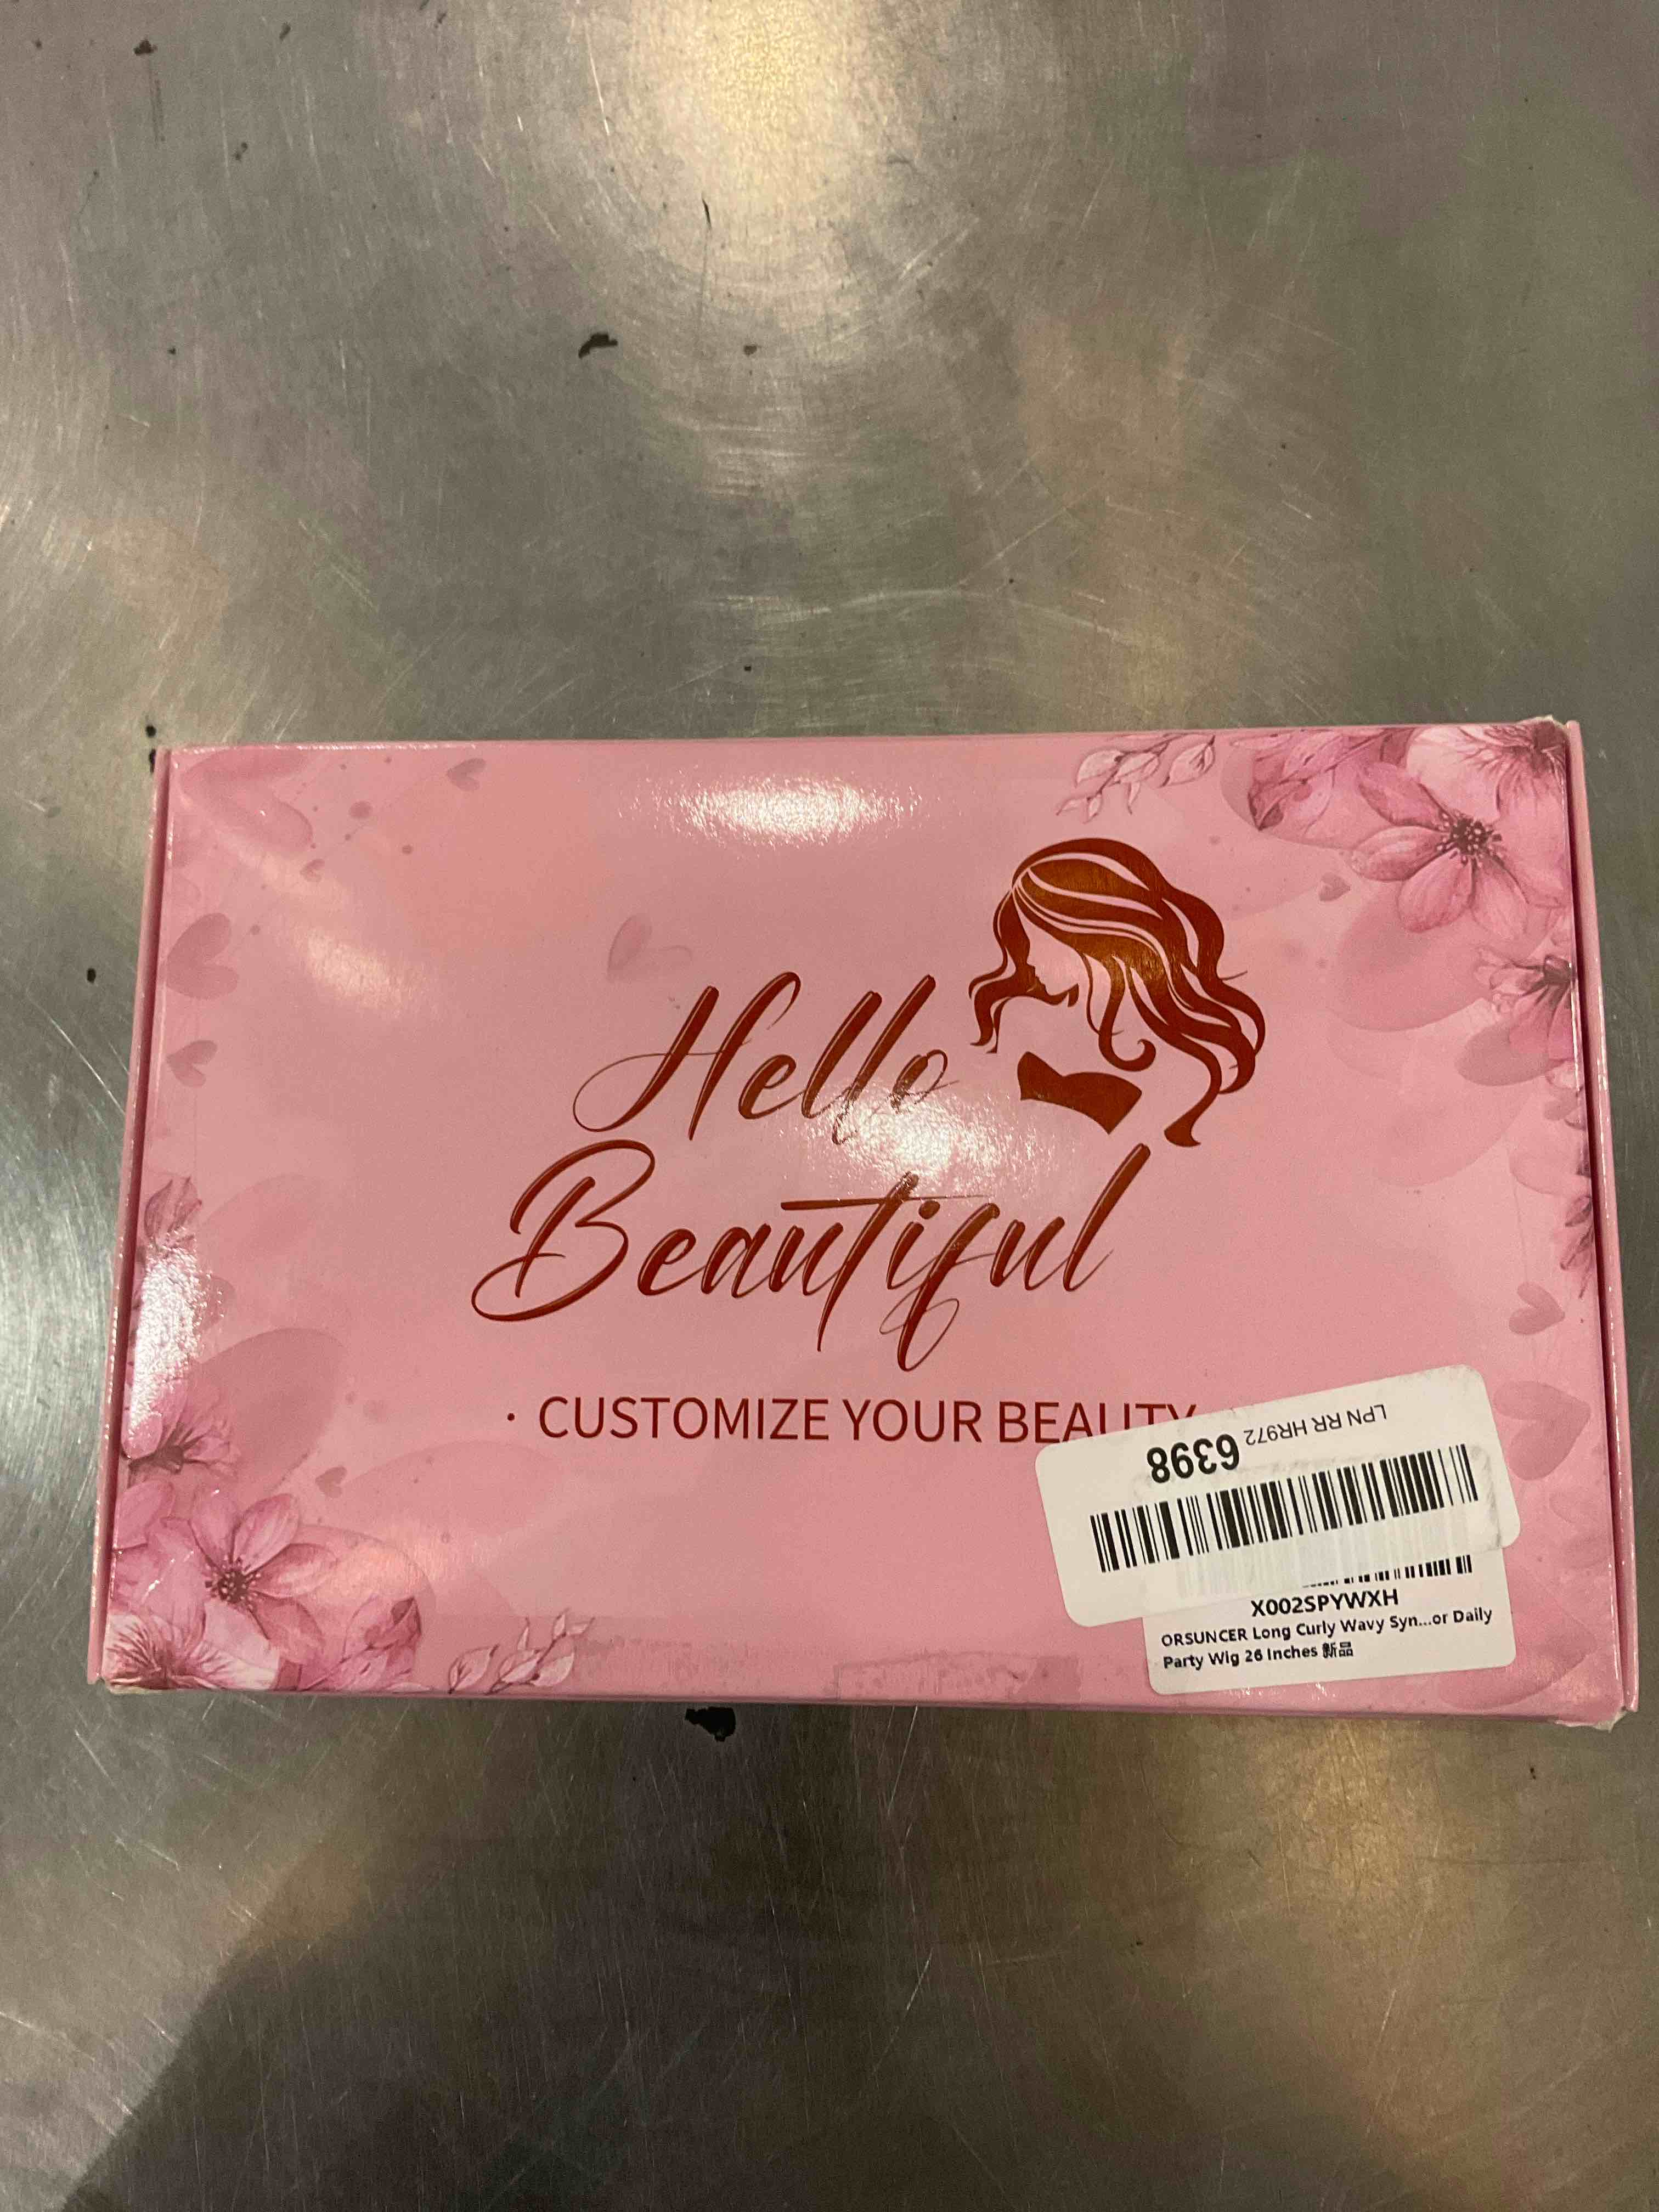 Hello
Beautiful
· CUSTOMIZE YOUR BEAUTY
LPN RR HR972
6398
X002SPYWXH
ORSUNCER Long Curly Wavy Syn...or Daily
Party Wig 26 Inches 新品